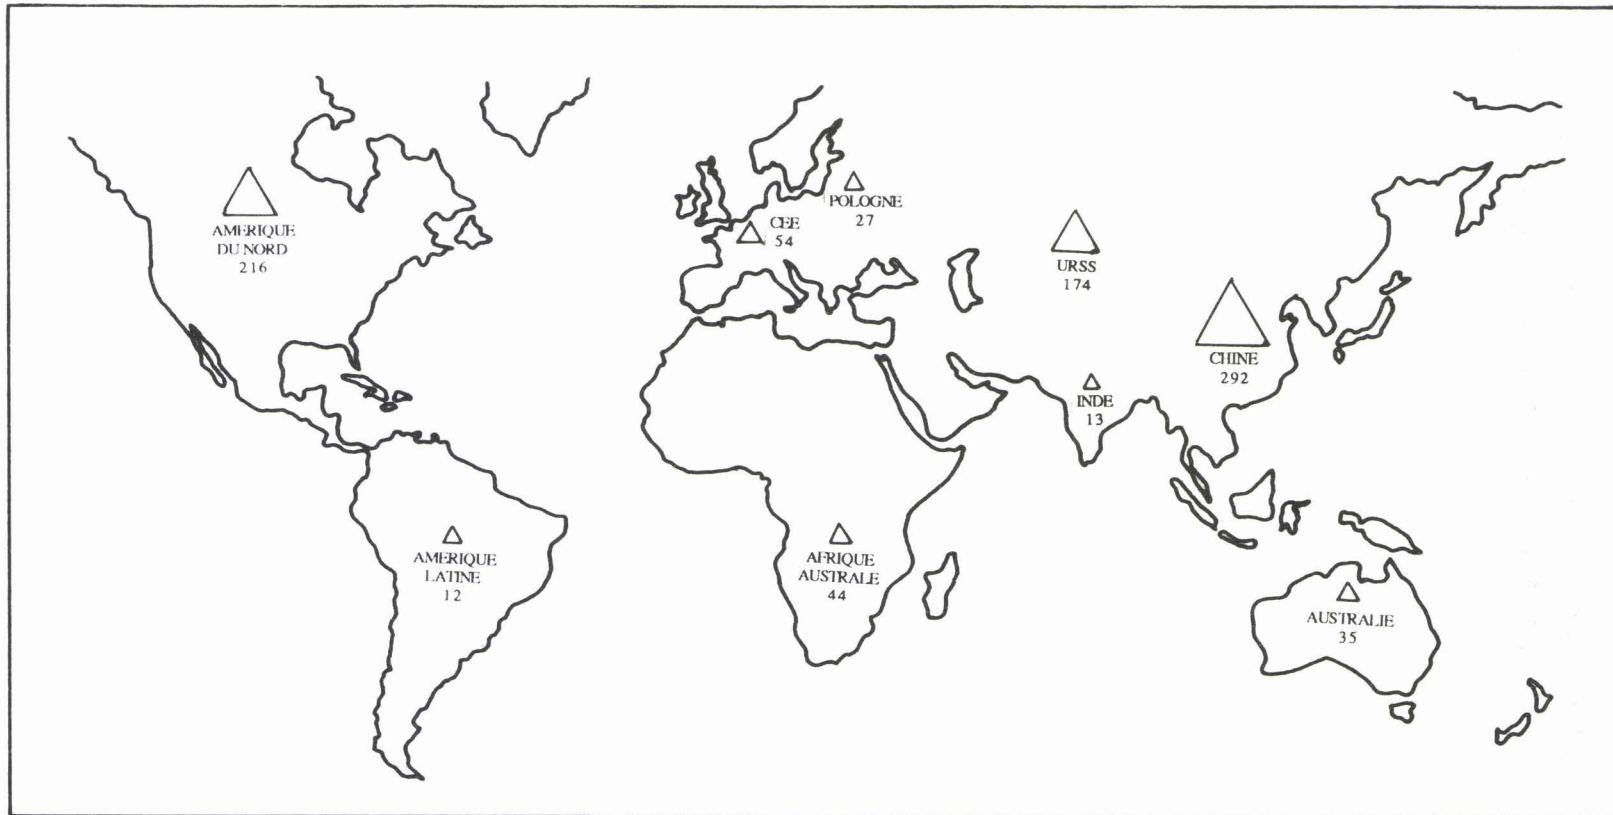 AMERIQUE
DU NORD
216
POLOGNE
27
CEE
54
URSS
174
CHINE
292
INDE
13
AMERIQUE
LATINE
12
AFRIQUE
AUSTRALE
44
AUSTRALIE
35